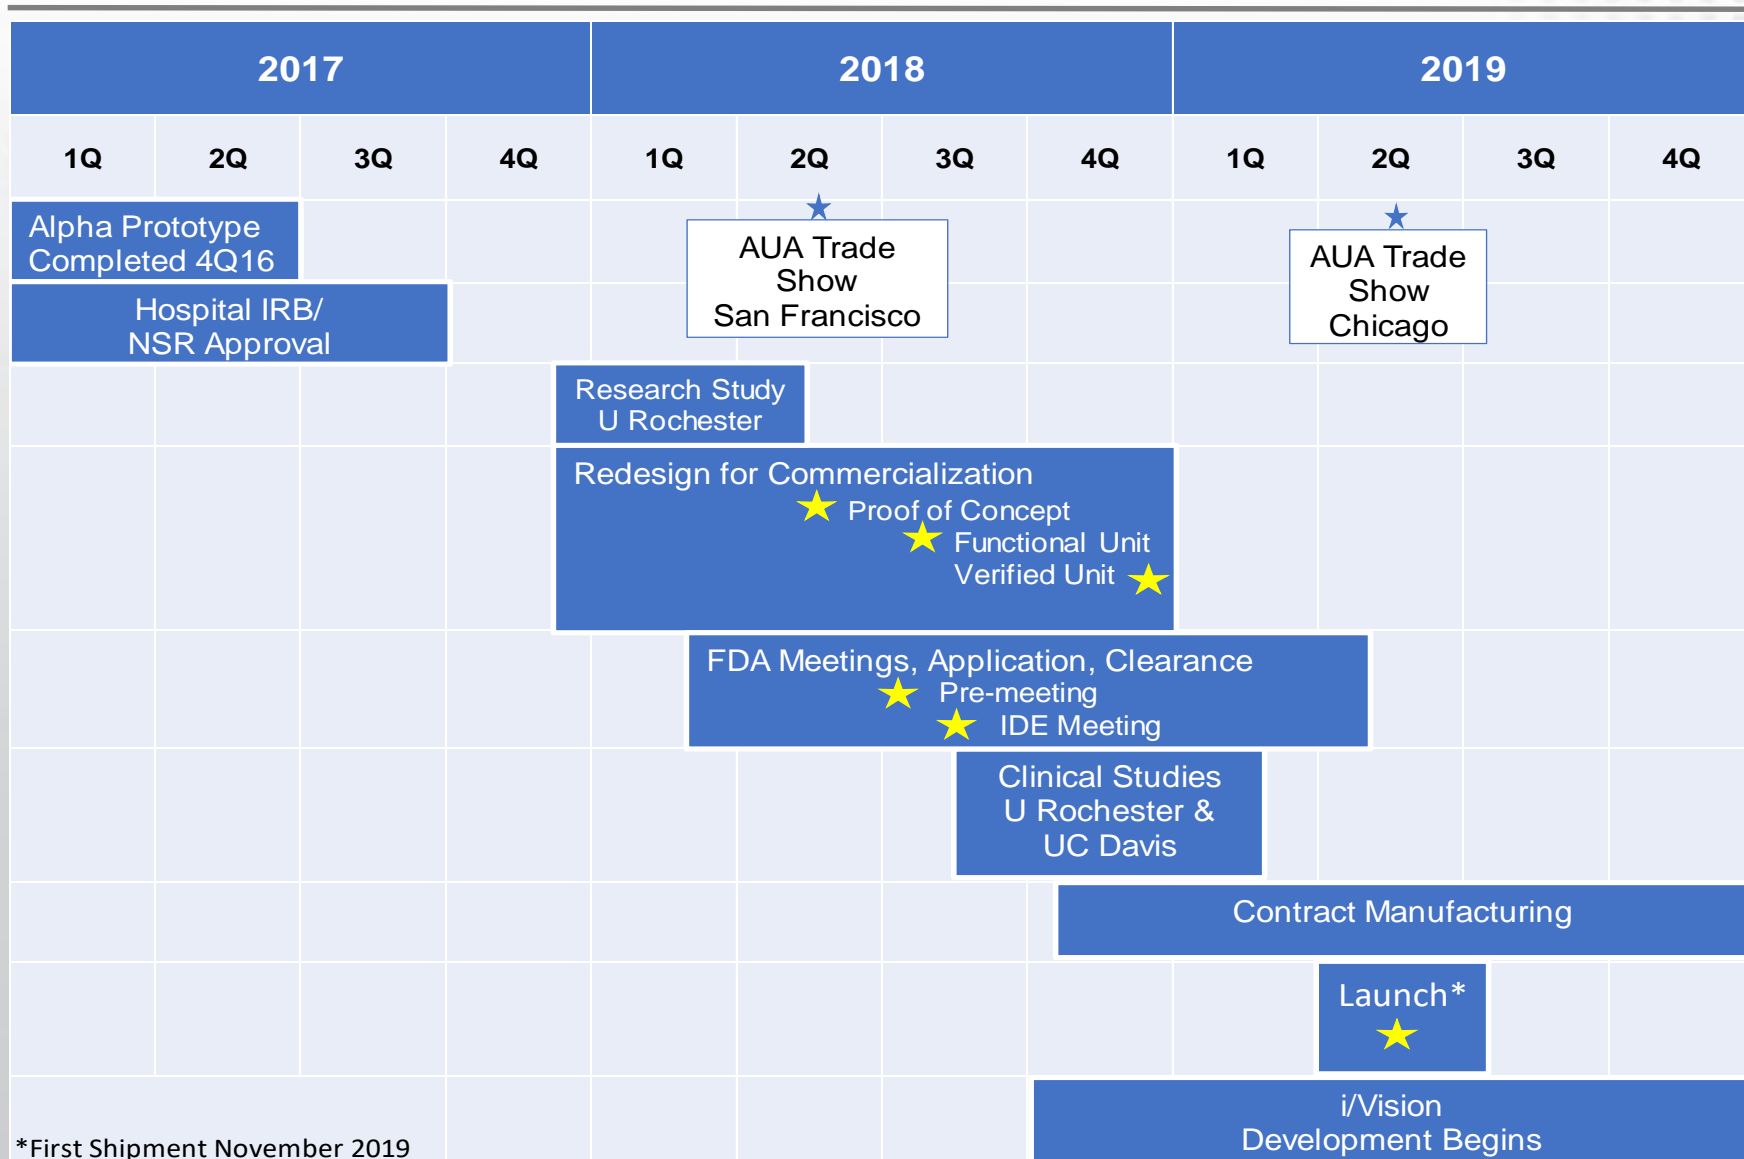 2017 2018 2019
1Q 2Q 3Q 4Q 1Q 2Q 3Q 4Q 1Q 2Q 3Q 4Q
Alpha Prototype
Completed 4Q16
AUA Trade
Show
San Francisco
AUA Trade
Show
Chicago
Hospital IRB/
NSR Approval
Research Study
U Rochester
Redesign for Commercialization
Proof of Concept
Functional Unit
Verified Unit
FDA Meetings, Application, Clearance
Pre-meeting
IDE Meeting
Clinical Studies
U Rochester &
UC Davis
Contract Manufacturing
Launch*
i/Vision
Development Begins
*First Shipment November 2019